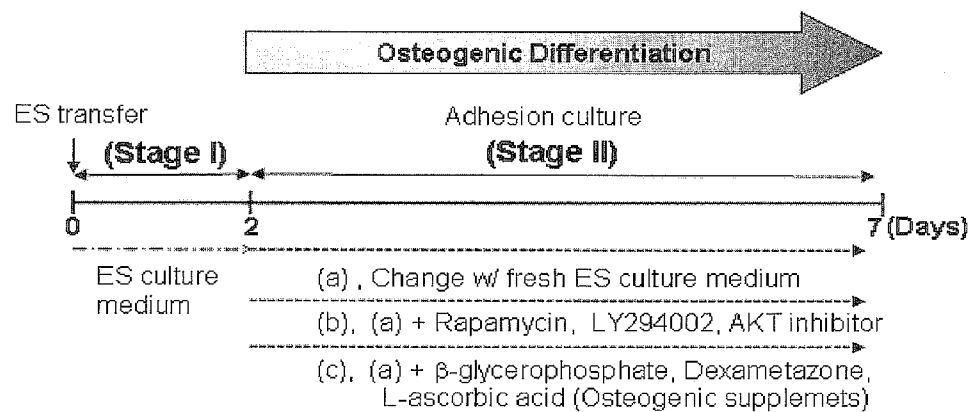 Osteogenic Differentiation
ES transfer
Adhesion culture
(Stage I)
(Stage II)
0
2
7 (Days)
ES culture
medium
(a) , Change w/ fresh ES culture medium
(b), (a) + Rapamycin, LY294002, AKT inhibitor
(c), (a) + β-glycerophosphate, Dexametazone,
L-ascorbic acid (Osteogenic supplemets)